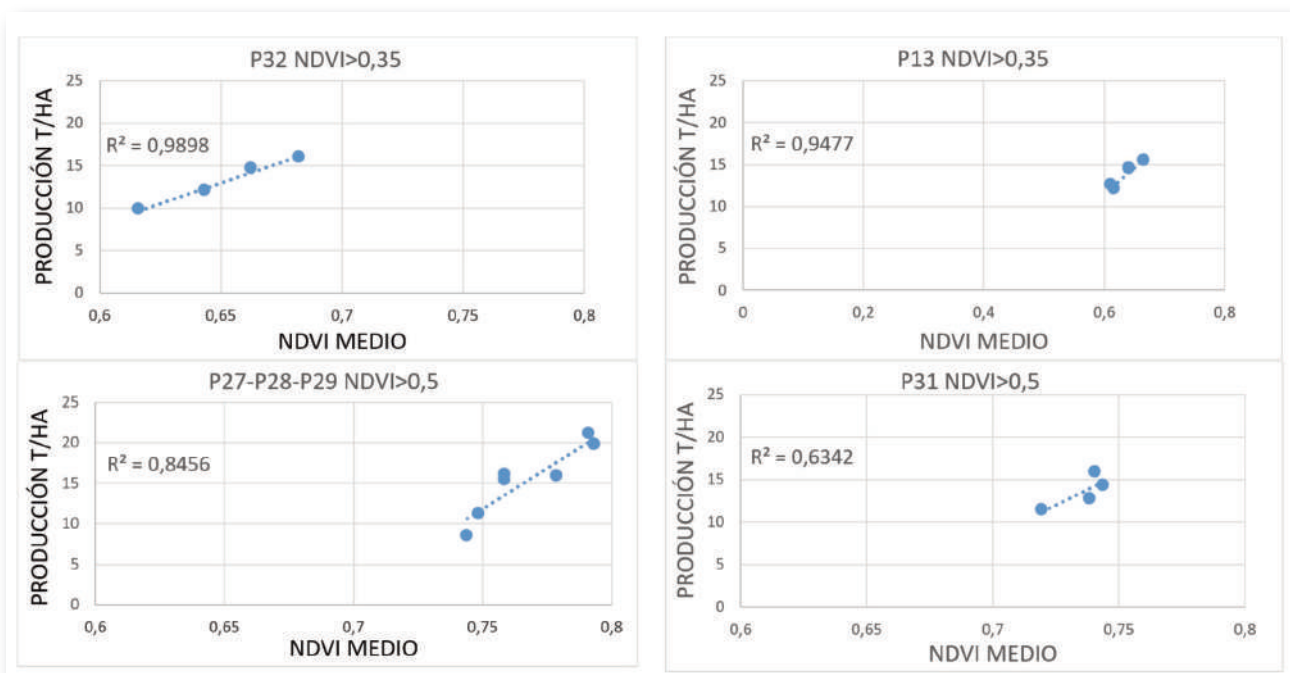 P32 NDVI>0,35
PRODUCCIÓN T/HA
25
20
15
10
5
0
R² = 0,9898
0,6 0,65 0,7 0,75 0,8
NDVI MEDIO
P13 NDVI>0,35
PRODUCCIÓN T/HA
25
20
15
10
5
0
R² = 0,9477
0 0,2 0,4 0,6 0,8
NDVI MEDIO
P27-P28-P29 NDVI>0,5
PRODUCCIÓN T/HA
25
20
15
10
5
0
R² = 0,8456
0,6 0,65 0,7 0,75 0,8
NDVI MEDIO
P31 NDVI>0,5
PRODUCCIÓN T/HA
25
20
15
10
5
0
R² = 0,6342
0,6 0,65 0,7 0,75 0,8
NDVI MEDIO